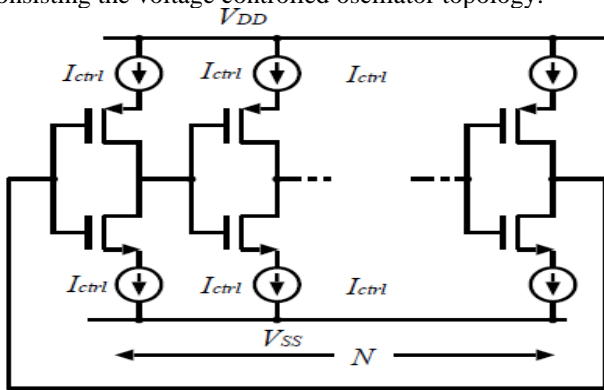 onsisting the voltage controlled oscillator topology.
VDD
Ictrl Ictrl Ictrl
Ictrl Ictrl Ictrl
VSS
N